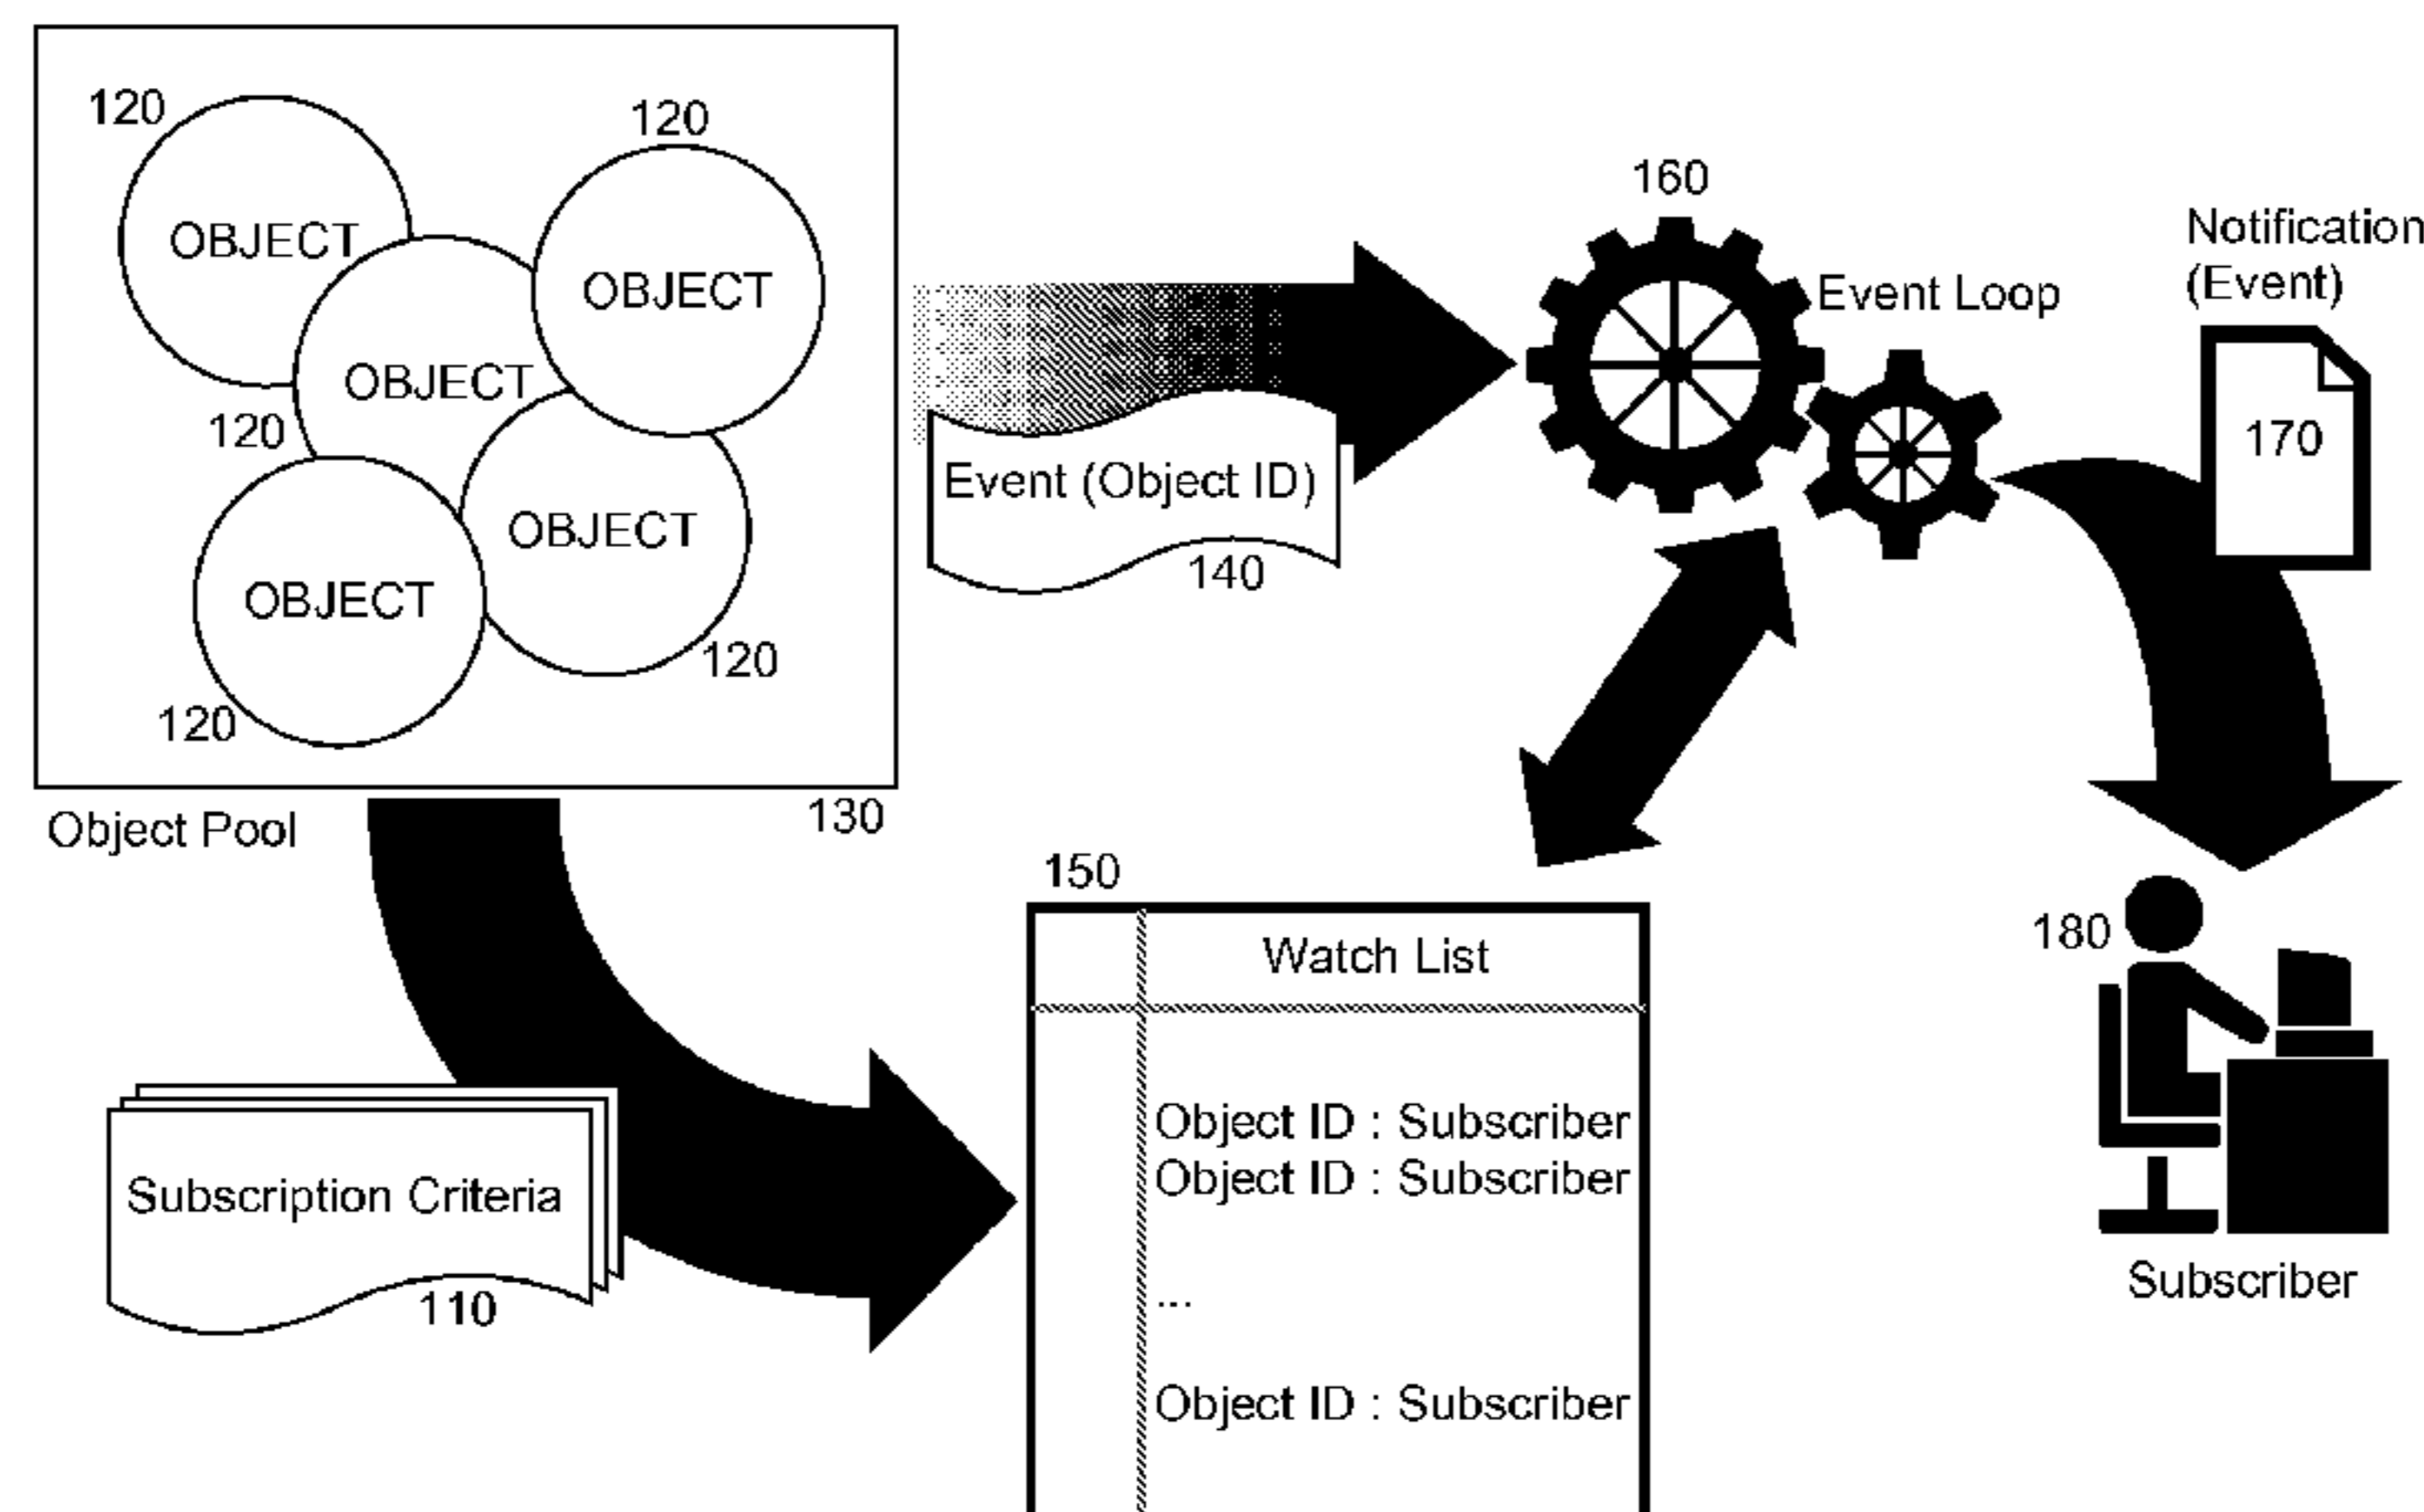 120
120
OBJECT
OBJECT
OBJECT
120
OBJECT
OBJECT
120
120
Object Pool
130
Event (Object ID)
140
160
Event Loop
Notification
(Event)
170
150
Watch List
Object ID : Subscriber
Object ID : Subscriber
...
Object ID : Subscriber
Subscription Criteria
110
180
Subscriber